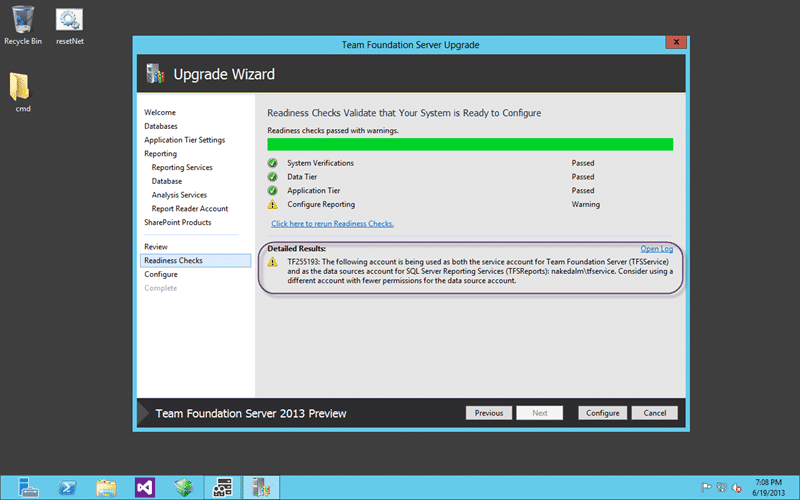 Recycle Bin
resetNet
cmd
Team Foundation Server Upgrade
x
Upgrade Wizard
Welcome
Databases
Application Tier Settings
Reporting
Reporting Services
Database
Analysis Services
Report Reader Account
SharePoint Products
Review
Readiness Checks
Configure
Complete
Readiness Checks Validate that Your System is Ready to Configure
Readiness checks passed with warnings.
System Verifications Passed
Data Tier Passed
Application Tier Passed
Configure Reporting Warning
Click here to rerun Readiness Checks.
Detailed Results: Open Log
TF255193: The following account is being used as both the service account for Team Foundation Server (TFSService)
and as the data sources account for SQL Server Reporting Services (TFSReports): nakedalm\tfservice. Consider using a
different account with fewer permissions for the data source account.
Team Foundation Server 2013 Preview
Previous Next Configure Cancel
7:08 PM
6/19/2013